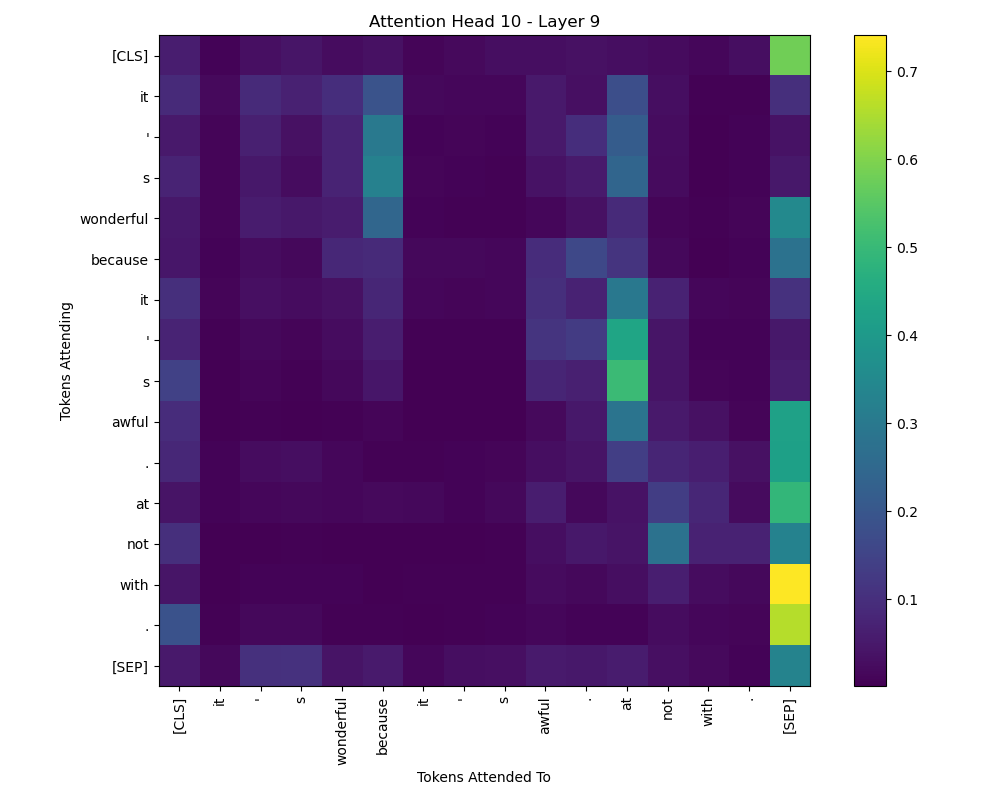 Attention Head 10 - Layer 9
[CLS]
it
'
s
wonderful
because
it
'
s
awful
.
at
not
with
.
[SEP]
Tokens Attending
[CLS]
it
'
s
wonderful
because
it
'
s
awful
.
at
not
with
.
[SEP]
Tokens Attended To
0.7
0.6
0.5
0.4
0.3
0.2
0.1